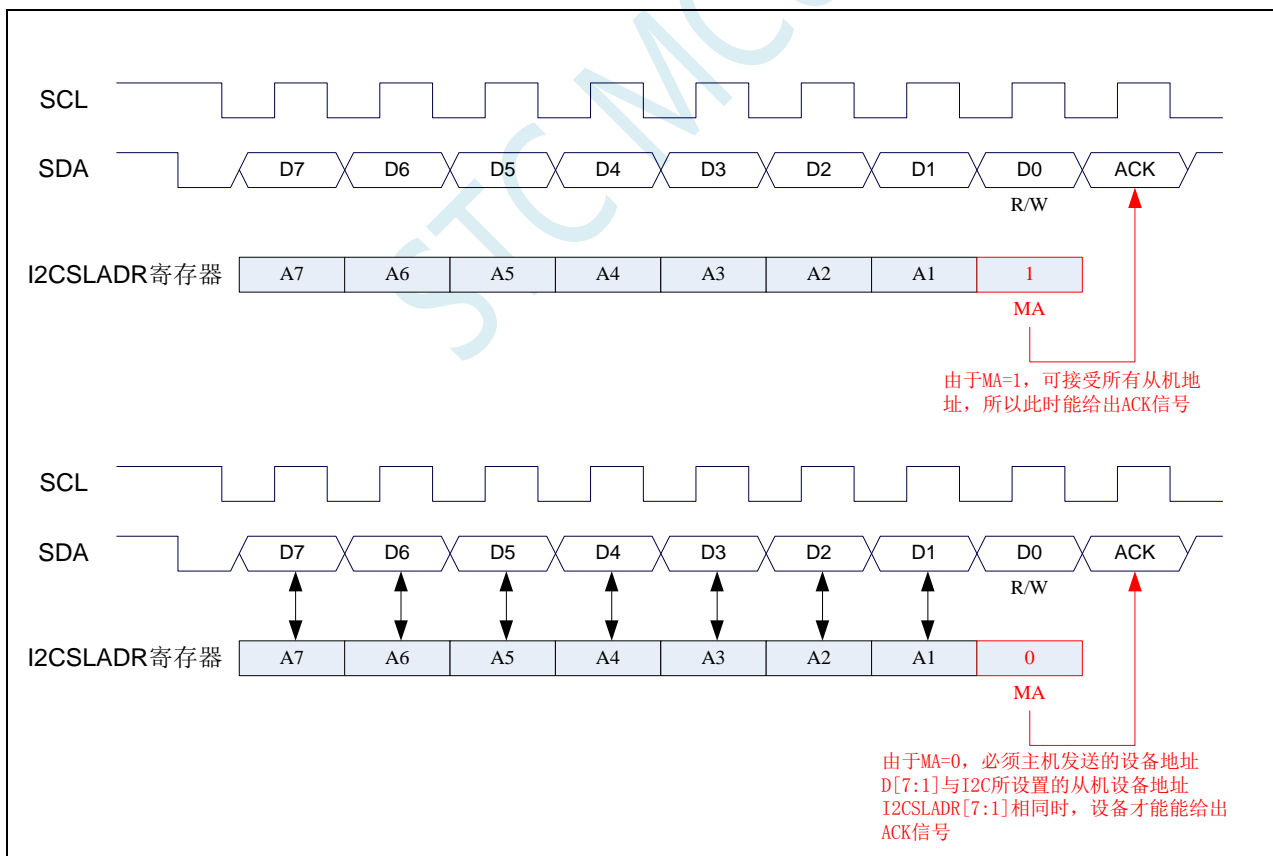 STC MC
SCL
SDA D7 D6 D5 D4 D3 D2 D1 D0 ACK
R/W
I2CSLADR寄存器 A7 A6 A5 A4 A3 A2 A1 1
MA
由于MA=1，可接受所有从机地
址，所以此时能给出ACK信号
SCL
SDA D7 D6 D5 D4 D3 D2 D1 D0 ACK
R/W
I2CSLADR寄存器 A7 A6 A5 A4 A3 A2 A1 0
MA
由于MA=0，必须主机发送的设备地址
D[7:1]与I2C所设置的从机设备地址
I2CSLADR[7:1]相同时，设备才能能给出
ACK信号